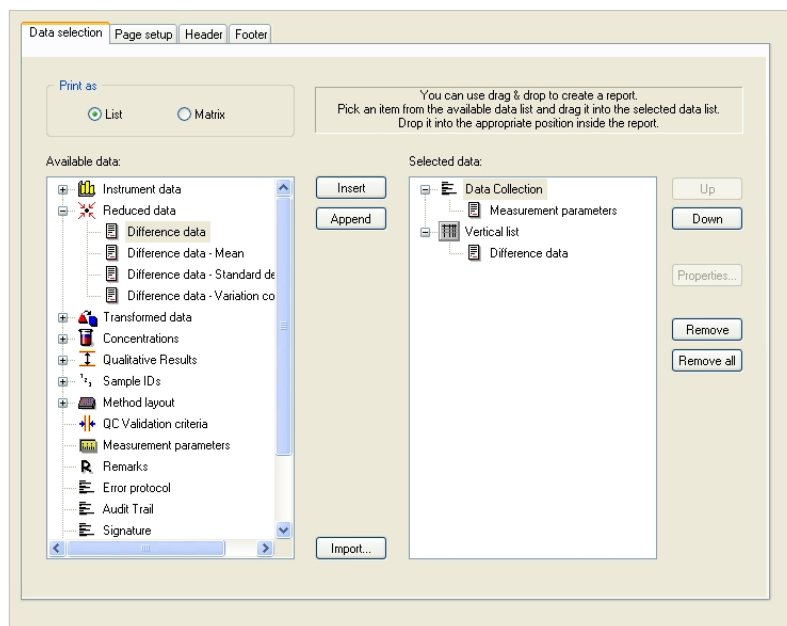 Data selection
Page setup
Header
Footer
Print as
List
Matrix
You can use drag & drop to create a report.
Pick an item from the available data list and drag it into the selected data list.
Drop it into the appropriate position inside the report.
Available data:
Instrument data
Reduced data
Difference data
Difference data - Mean
Difference data - Standard de
Difference data - Variation co
Transformed data
Concentrations
Qualitative Results
Sample IDs
Method layout
QC Validation criteria
Measurement parameters
Remarks
Error protocol
Audit Trail
Signature
Insert
Append
Import...
Selected data:
Data Collection
Measurement parameters
Vertical list
Difference data
Up
Down
Properties...
Remove
Remove all